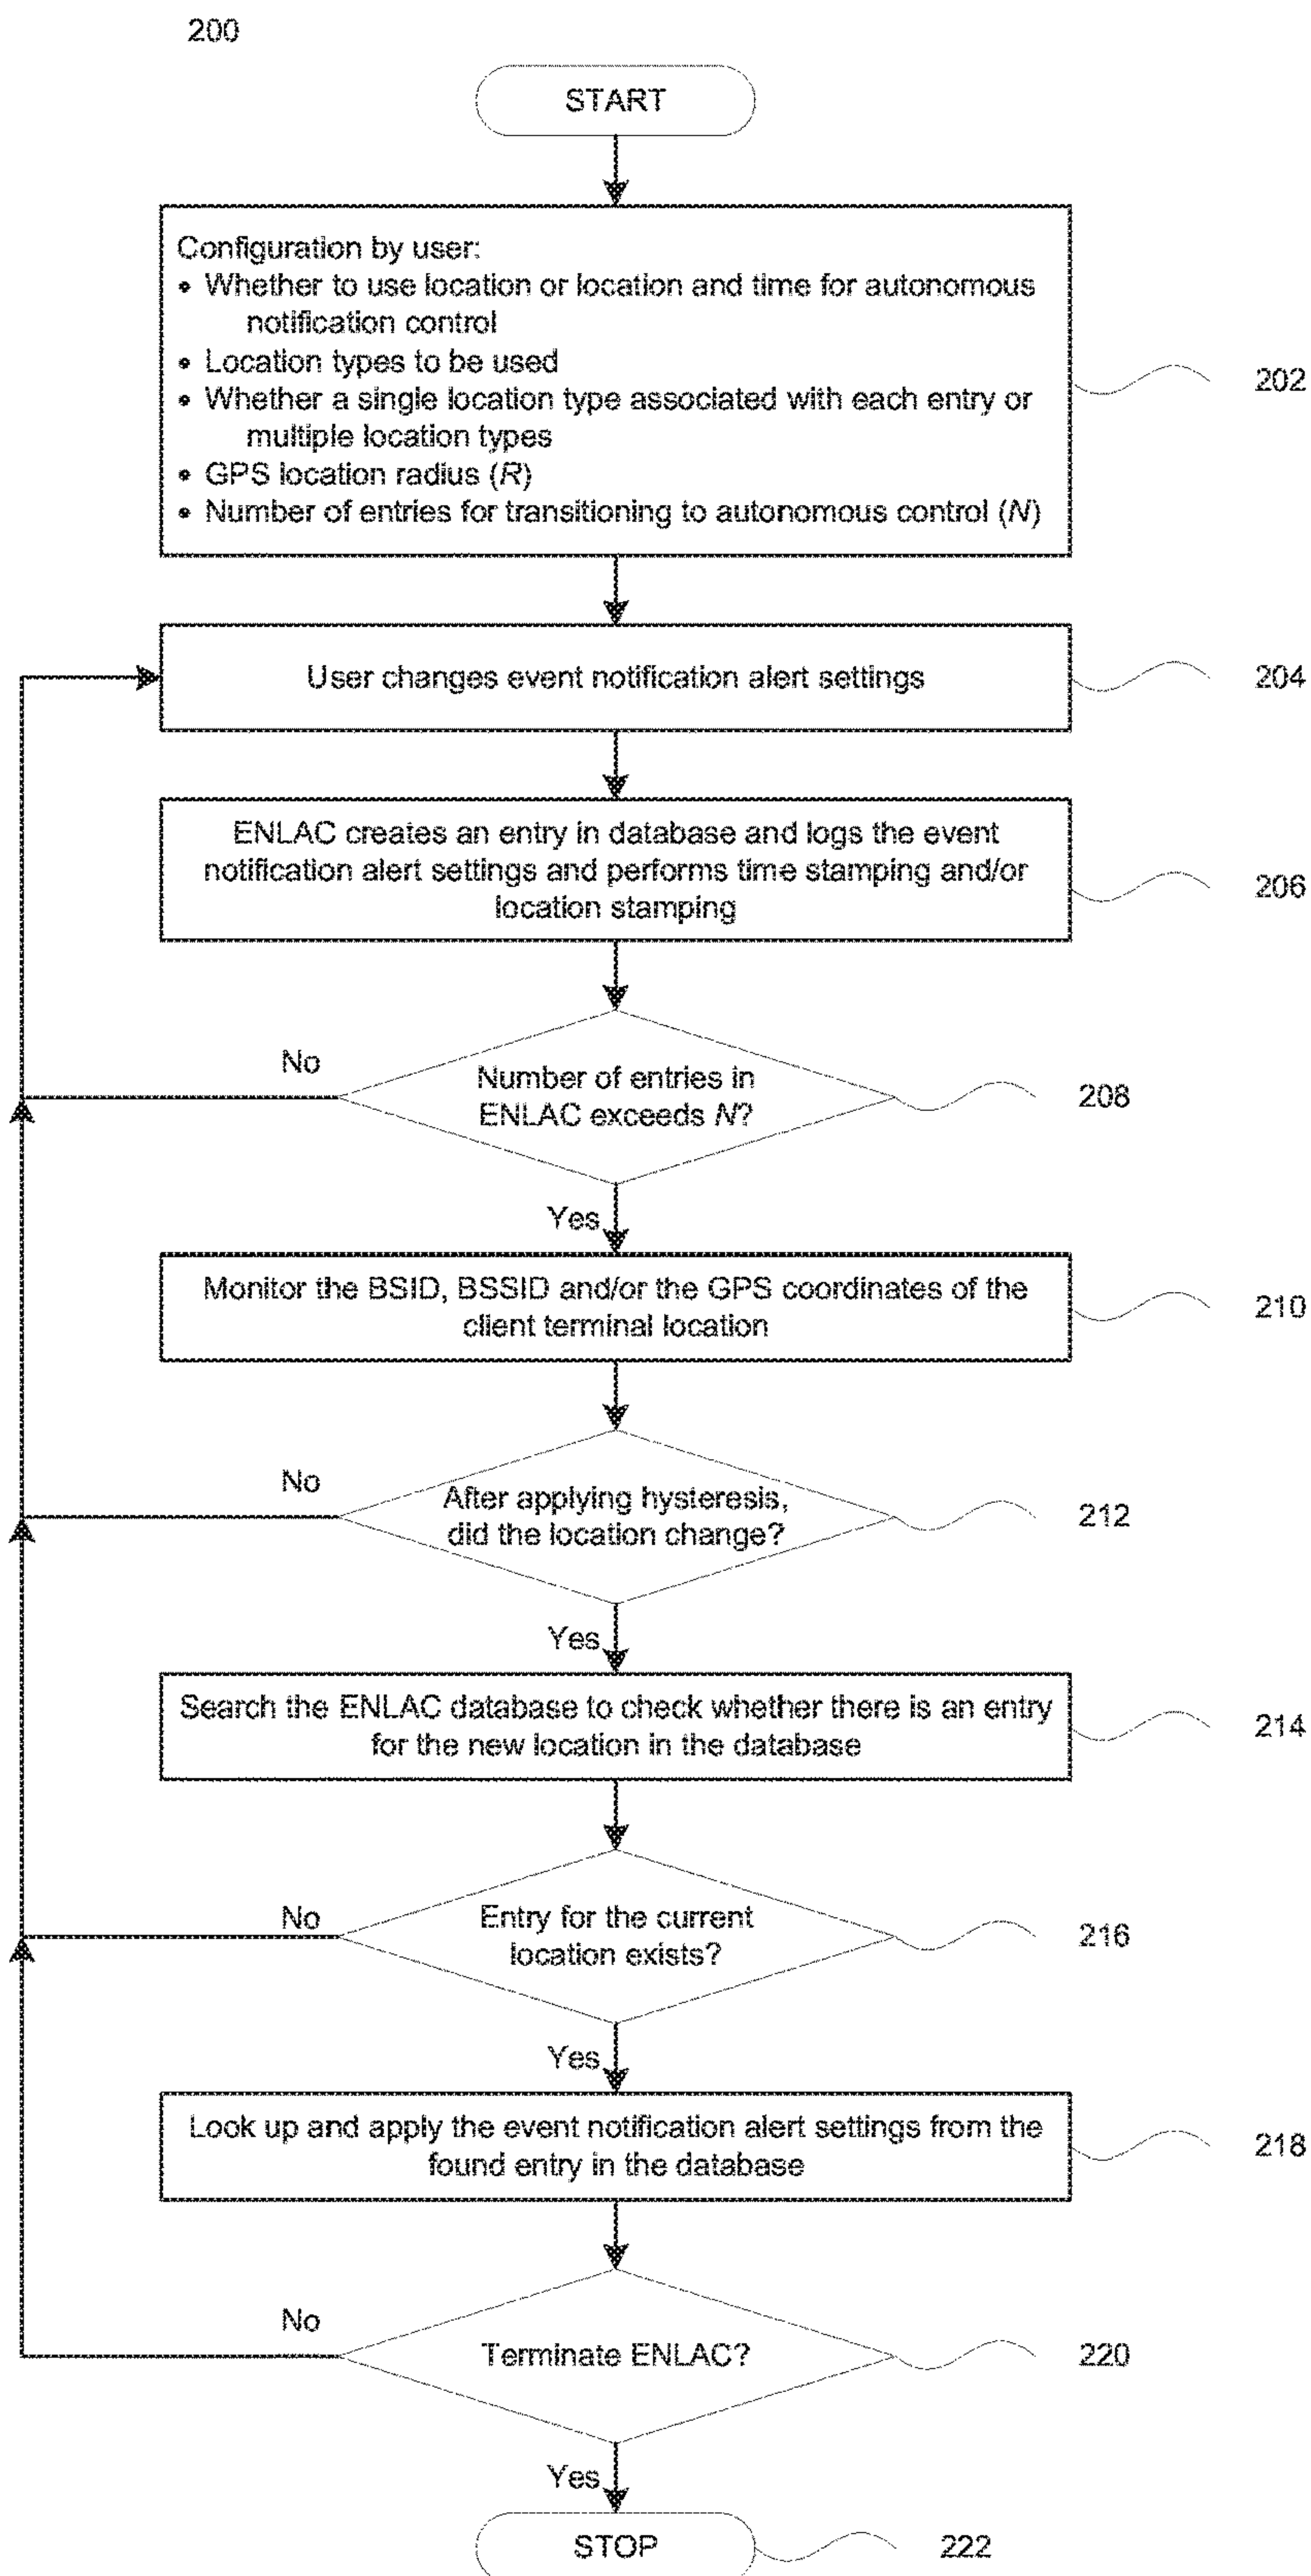 200
START
Configuration by user:
• Whether to use location or location and time for autonomous
notification control
• Location types to be used
• Whether a single location type associated with each entry or
multiple location types
• GPS location radius (R)
• Number of entries for transitioning to autonomous control (N)
202
User changes event notification alert settings
204
ENLAC creates an entry in database and logs the event
notification alert settings and performs time stamping and/or
location stamping
206
No
Number of entries in
ENLAC exceeds N?
208
Yes
Monitor the BSID, BSSID and/or the GPS coordinates of the
client terminal location
210
No
After applying hysteresis,
did the location change?
212
Yes
Search the ENLAC database to check whether there is an entry
for the new location in the database
214
No
Entry for the current
location exists?
216
Yes
Look up and apply the event notification alert settings from the
found entry in the database
218
No
Terminate ENLAC?
220
Yes
STOP
222